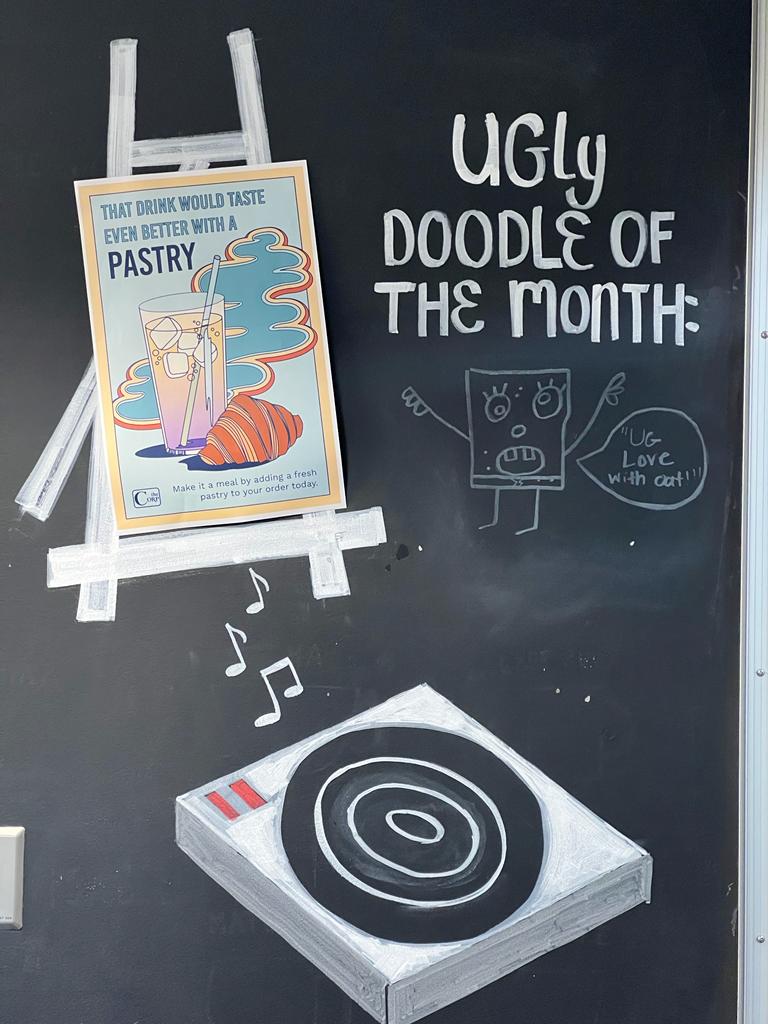 THAT DRINK WOULD TASTE
EVEN BETTER WITH A
PASTRY
Make it a meal by adding a fresh
pastry to your order today.
the
CORP
UGly
DOODLE OF
THE MONTH:
"UG
Love
with oat!"